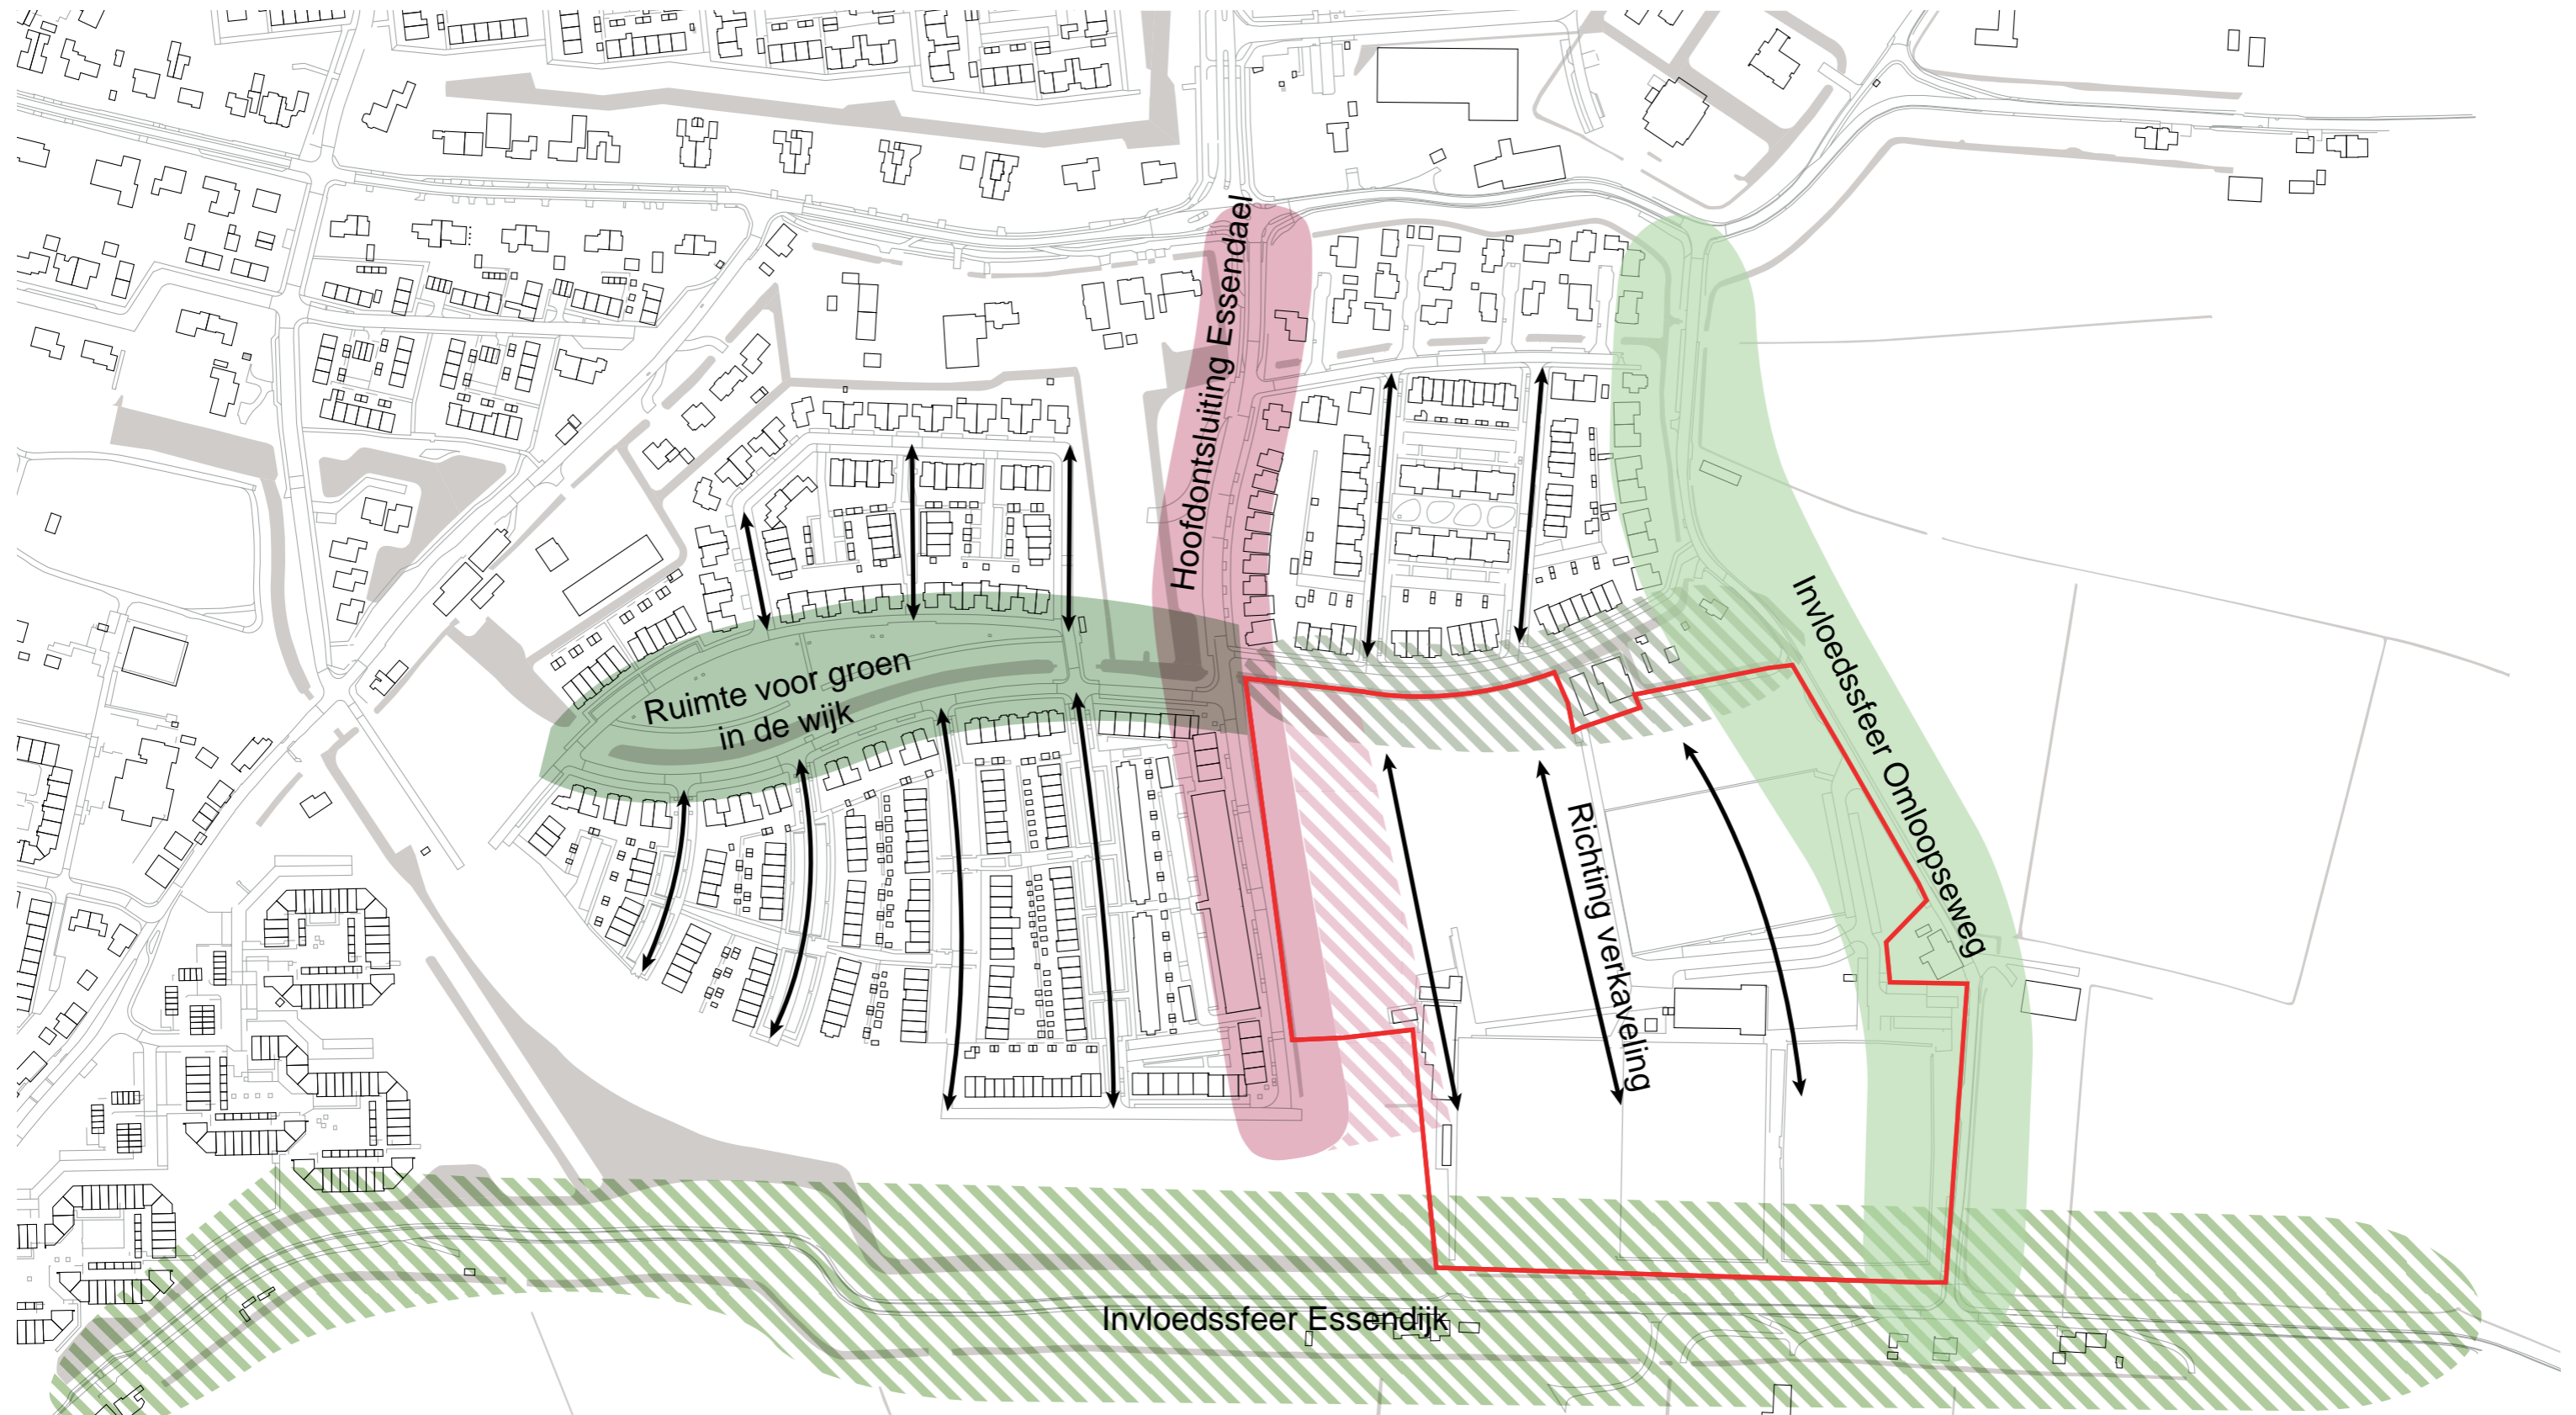 Hoofdontsluiting Essendael
Invloedssfeer Omloopseweg
Ruimte voor groen
in de wijk
Richting verkaveling
Invloedssfeer Essendijk